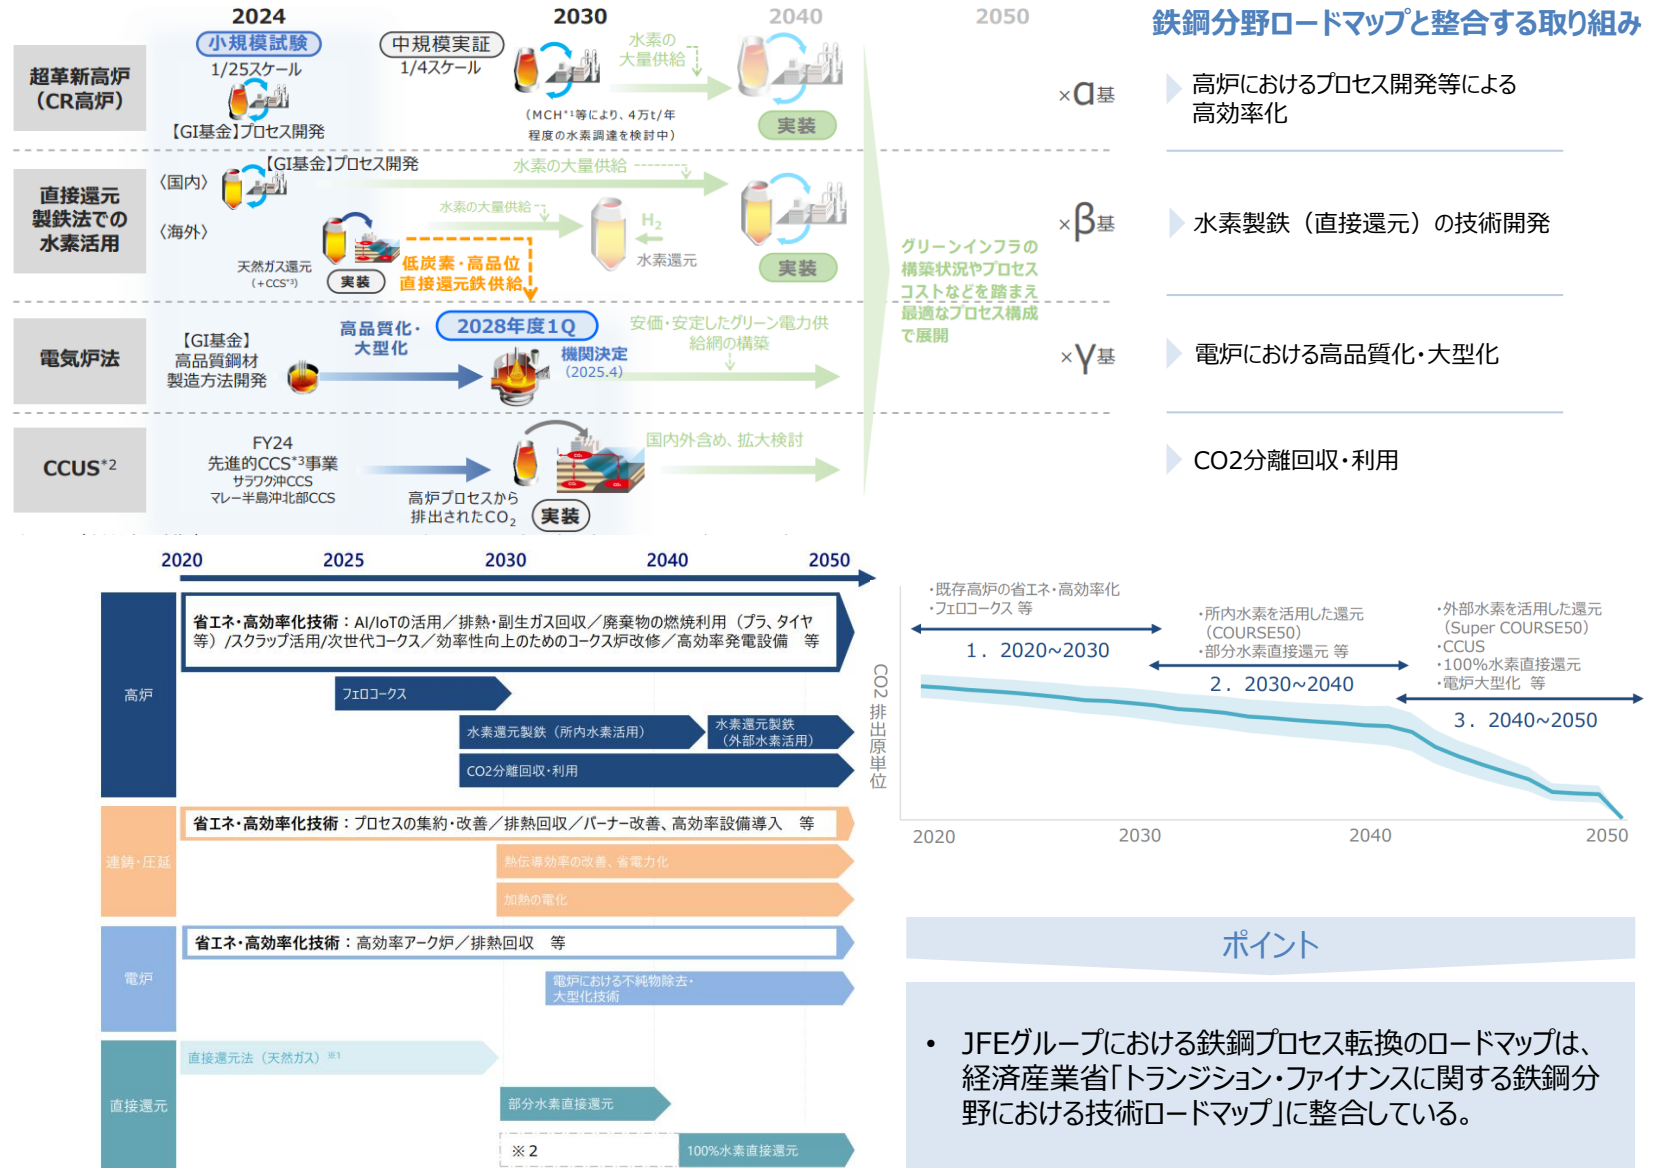 2024
2030
2040
2050
鉄鋼分野ロードマップと整合する取り組み
超革新高炉
（CR高炉）
小規模試験
1/25スケール
【GI基金】プロセス開発
中規模実証
1/4スケール
水素の
大量供給
（MCH*1等により、4万t/年
程度の水素調達を検討中）
実装
×α基
高炉におけるプロセス開発等による
高効率化
直接還元
製鉄法での
水素活用
〈国内〉
【GI基金】プロセス開発
水素の大量供給
〈海外〉
水素の大量供給
H2
水素還元
天然ガス還元
（+CCS*3）
実装
低炭素・高品位
直接還元鉄供給
実装
×β基
水素製鉄（直接還元）の技術開発
グリーンインフラの
構築状況やプロセス
コストなどを踏まえ
最適なプロセス構成
で展開
電気炉法
【GI基金】
高品質鋼材
製造方法開発
高品質化・
大型化
2028年度1Q
機関決定
（2025.4）
安価・安定したグリーン電力供
給網の構築
×γ基
電炉における高品質化・大型化
CCUS*2
FY24
先進的CCS*3事業
サラワク沖CCS
マレー半島沖北部CCS
高炉プロセスから
排出されたCO2
実装
国内外含め、拡大検討
CO2分離回収・利用
2020
2025
2030
2040
2050
高炉
省エネ・高効率化技術：AI/IoTの活用／排熱・副生ガス回収／廃棄物の燃焼利用（プラ、タイヤ
等）/スクラップ活用/次世代コークス／効率性向上のためのコークス炉改修／高効率発電設備　等
フェロコークス
水素還元製鉄（所内水素活用）
水素還元製鉄
（外部水素活用）
CO2分離回収・利用
連鋳・圧延
省エネ・高効率化技術：プロセスの集約・改善／排熱回収／バーナー改善、高効率設備導入　等
熱伝導効率の改善、省電力化
加熱の電化
電炉
省エネ・高効率化技術：高効率アーク炉／排熱回収　等
電炉における不純物除去・
大型化技術
直接還元
直接還元法（天然ガス）※1
部分水素直接還元
※2
100%水素直接還元
CO2排出原単位
・既存高炉の省エネ・高効率化
・フェロコークス 等
1．2020~2030
・所内水素を活用した還元
（COURSE50）
・部分水素直接還元 等
2．2030~2040
・外部水素を活用した還元
（Super COURSE50）
・CCUS
・100%水素直接還元
・電炉大型化 等
3．2040~2050
2020
2030
2040
2050
ポイント
• JFEグループにおける鉄鋼プロセス転換のロードマップは、
経済産業省「トランジション・ファイナンスに関する鉄鋼分
野における技術ロードマップ」に整合している。